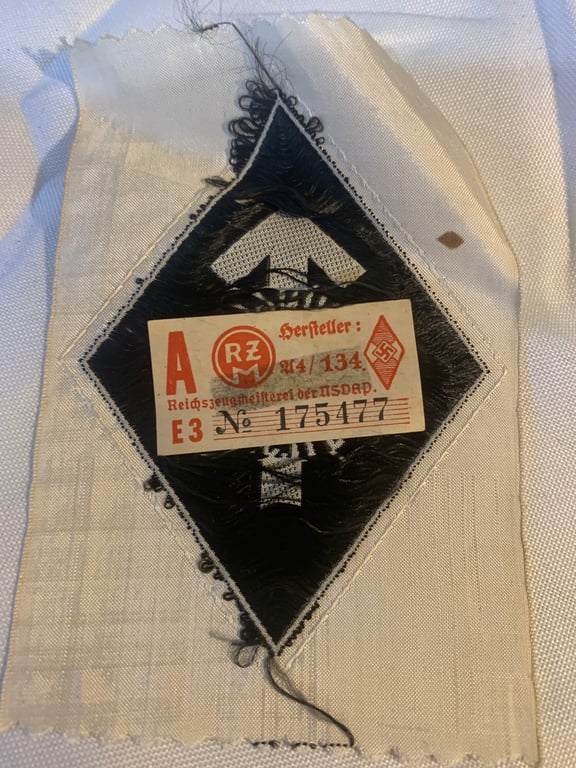 A
RZM
Hersteller:
A4/134
Reichszeugmeisterei der NSDAP.
E3 No 175477